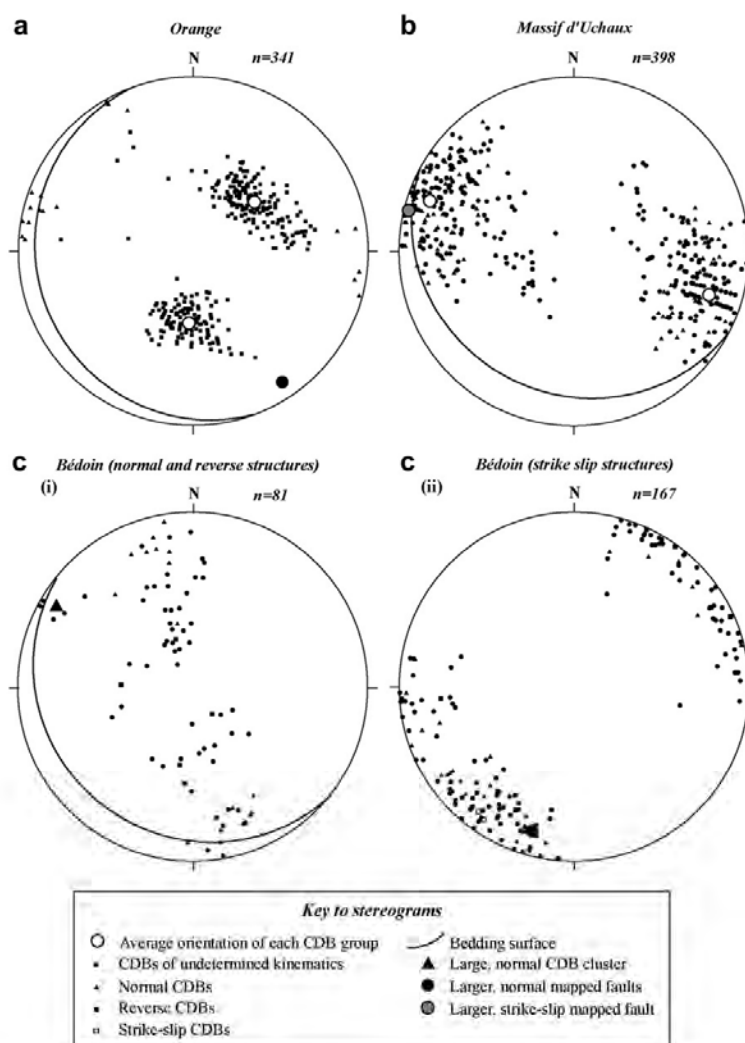 a
Orange
N
n=341
b
Massif d'Uchaux
N
n=398
c
Bédoin (normal and reverse structures)
(i)
N
n=81
c
Bédoin (strike slip structures)
(ii)
N
n=167
Key to stereograms
Average orientation of each CDB group
CDBs of undetermined kinematics
Normal CDBs
Reverse CDBs
Strike-slip CDBs
Bedding surface
Large, normal CDB cluster
Larger, normal mapped faults
Larger, strike-slip mapped fault